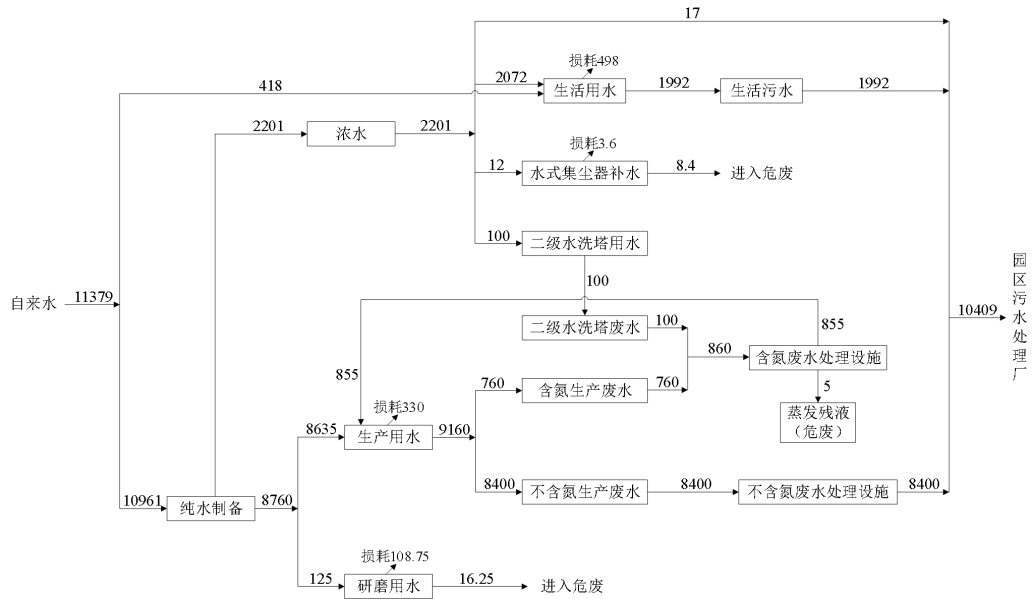 17
损耗498
2072
生活用水
1992
生活污水
1992
418
2201
浓水
2201
损耗3.6
12
水式集尘器补水
8.4
进入危废
100
二级水洗塔用水
100
自来水
11379
园区污水处理厂
10409
二级水洗塔废水
100
855
860
含氮废水处理设施
855
760
含氮生产废水
760
5
蒸发残液
（危废）
损耗330
8635
生产用水
9160
8400
不含氮生产废水
8400
不含氮废水处理设施
8400
10961
纯水制备
8760
损耗108.75
125
研磨用水
16.25
进入危废